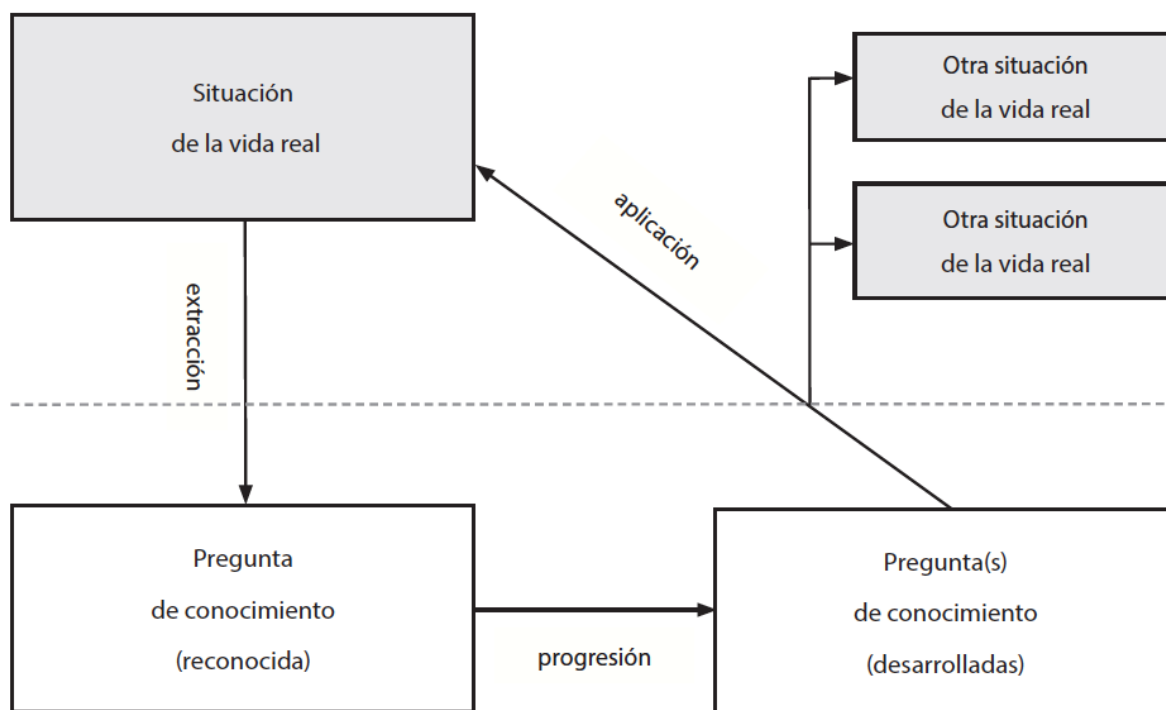 Situación
de la vida real
Otra situación
de la vida real
Otra situación
de la vida real
aplicación
extracción
Pregunta
de conocimiento
(reconocida)
progresión
Pregunta(s)
de conocimiento
(desarrolladas)